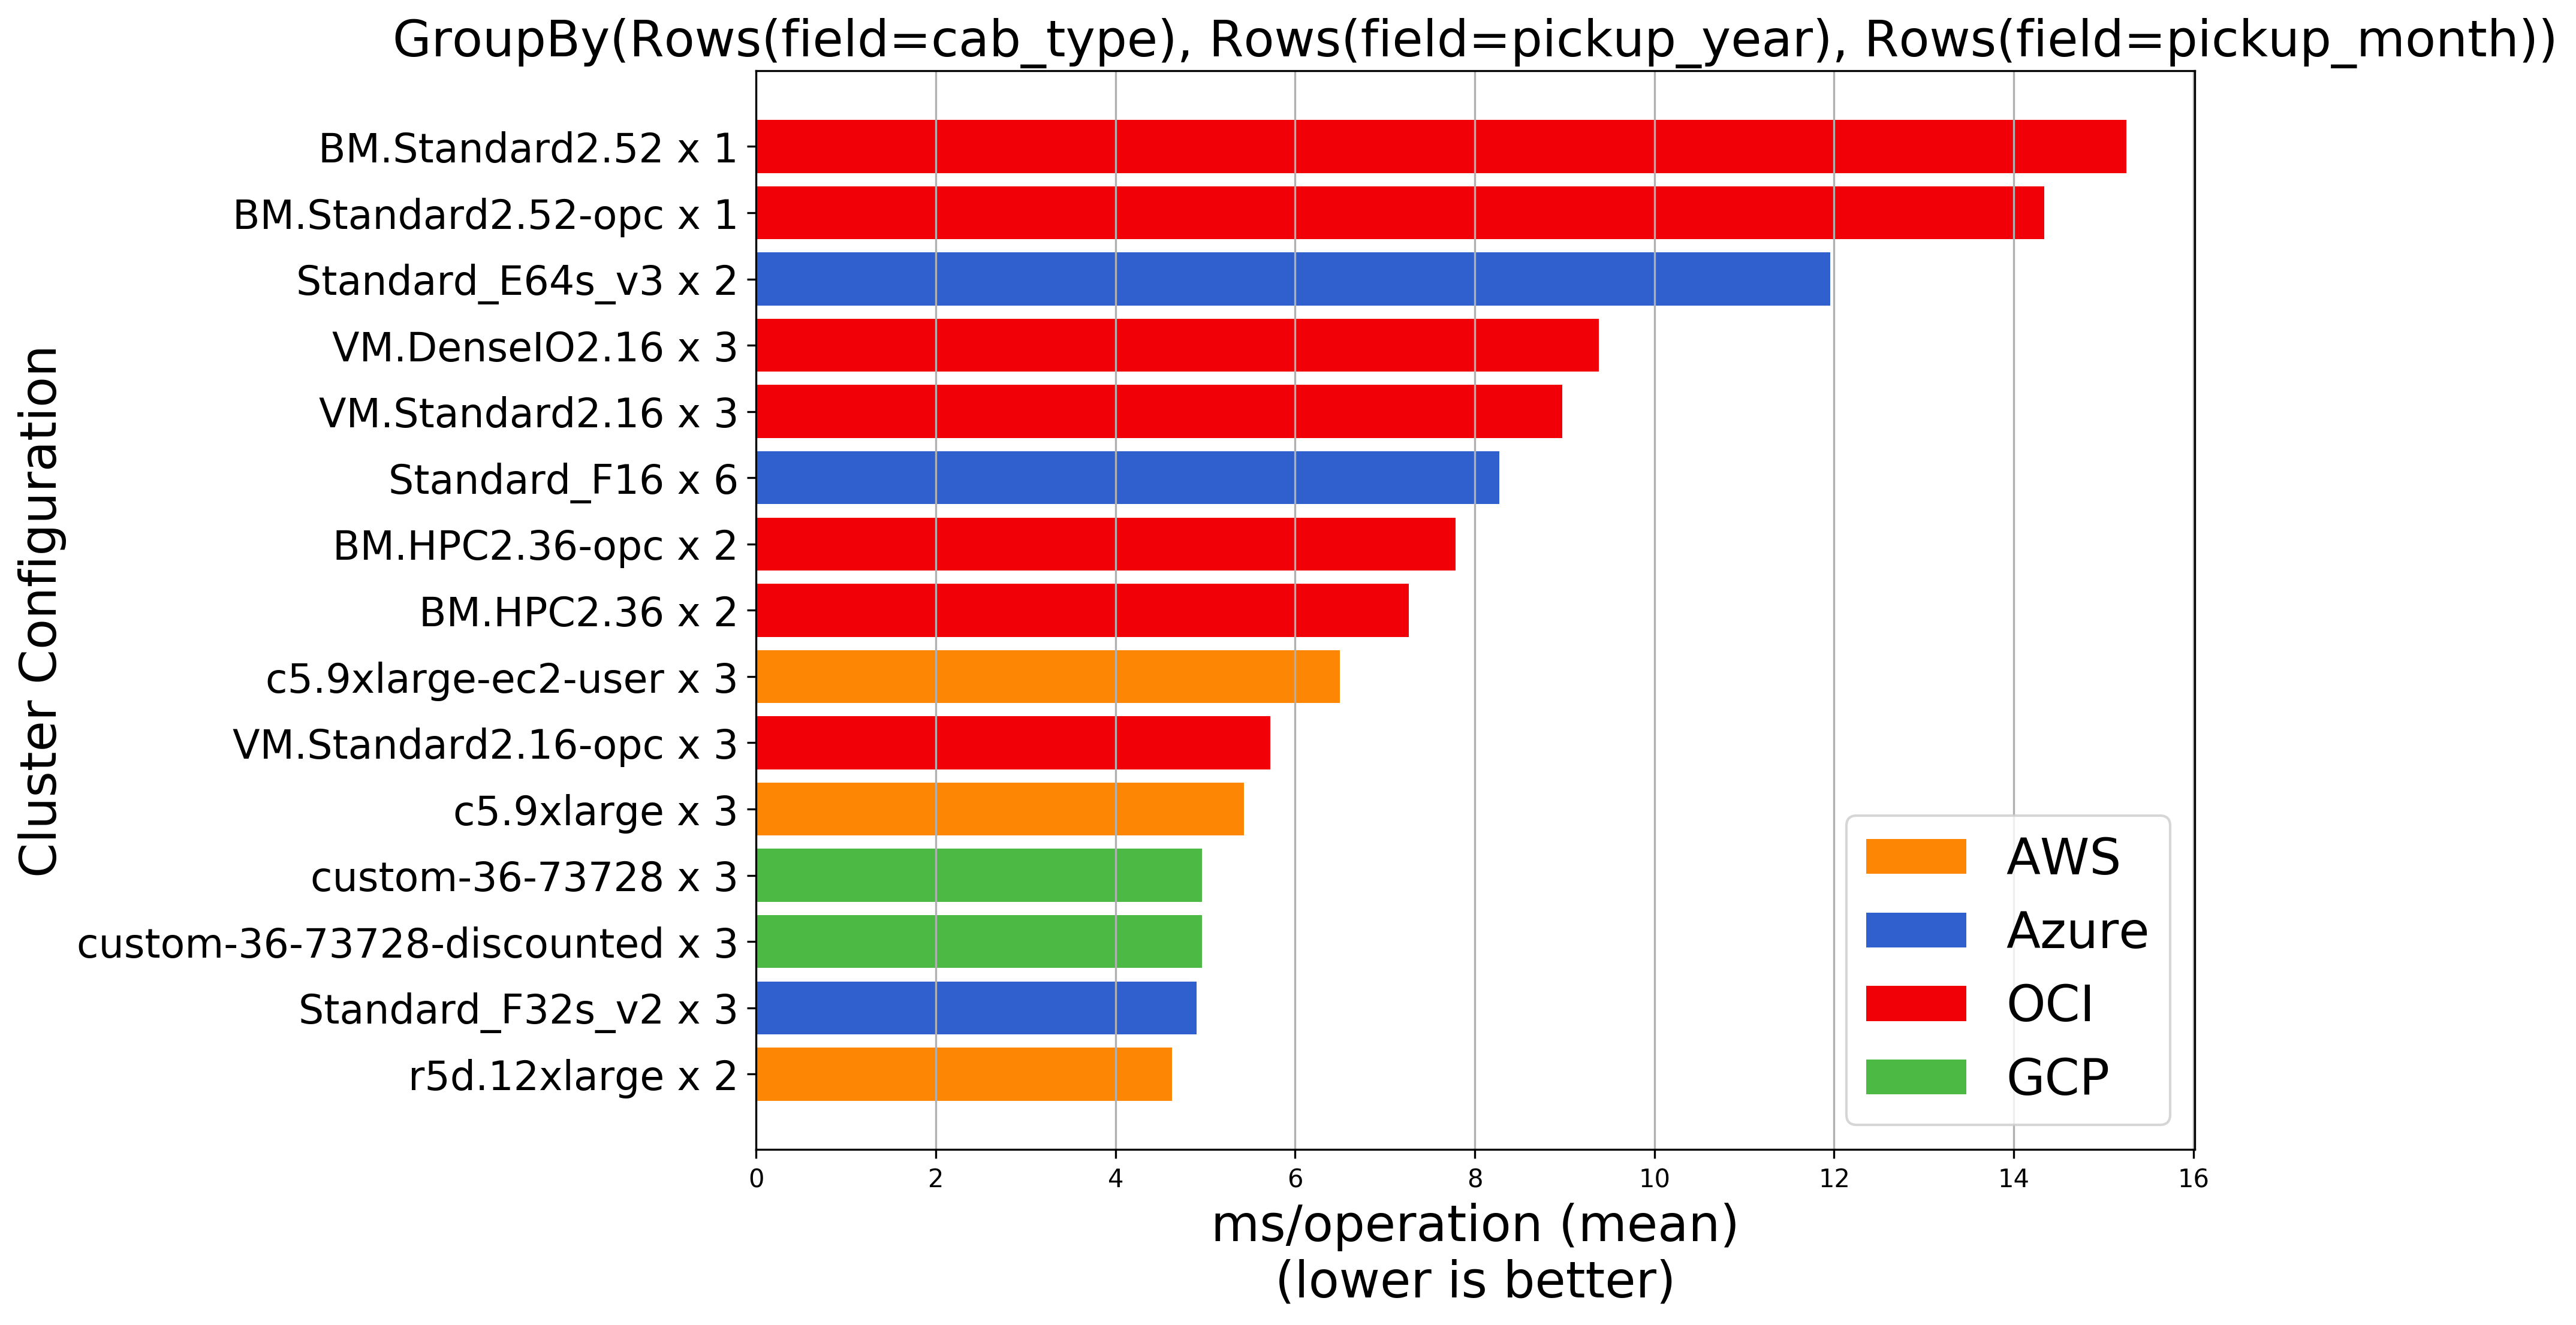 GroupBy(Rows(field=cab_type), Rows(field=pickup_year), Rows(field=pickup_month))
Cluster Configuration
BM.Standard2.52 x 1
BM.Standard2.52-opc x 1
Standard_E64s_v3 x 2
VM.DenseIO2.16 x 3
VM.Standard2.16 x 3
Standard_F16 x 6
BM.HPC2.36-opc x 2
BM.HPC2.36 x 2
c5.9xlarge-ec2-user x 3
VM.Standard2.16-opc x 3
c5.9xlarge x 3
custom-36-73728 x 3
custom-36-73728-discounted x 3
Standard_F32s_v2 x 3
r5d.12xlarge x 2
AWS
Azure
OCI
GCP
0 2 4 6 8 10 12 14 16
ms/operation (mean)
(lower is better)